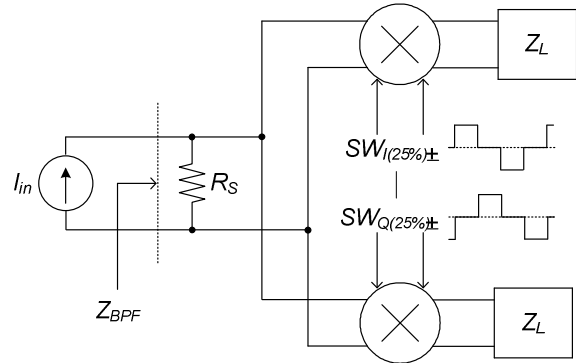 Z_L
I_in
R_S
SW_I(25%)±
SW_Q(25%)±
Z_BPF
Z_L